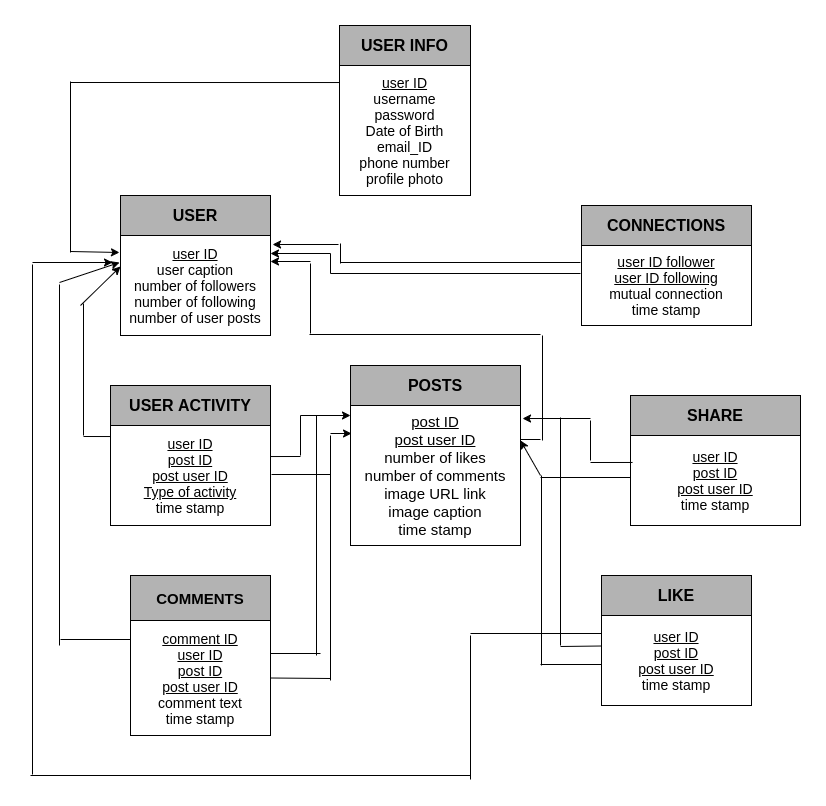 USER INFO
user ID
username
password
Date of Birth
email_ID
phone number
profile photo
USER
user ID
user caption
number of followers
number of following
number of user posts
CONNECTIONS
user ID follower
user ID following
mutual connection
time stamp
USER ACTIVITY
user ID
post ID
post user ID
Type of activity
time stamp
POSTS
post ID
post user ID
number of likes
number of comments
image URL link
image caption
time stamp
SHARE
user ID
post ID
post user ID
time stamp
COMMENTS
comment ID
user ID
post ID
post user ID
comment text
time stamp
LIKE
user ID
post ID
post user ID
time stamp